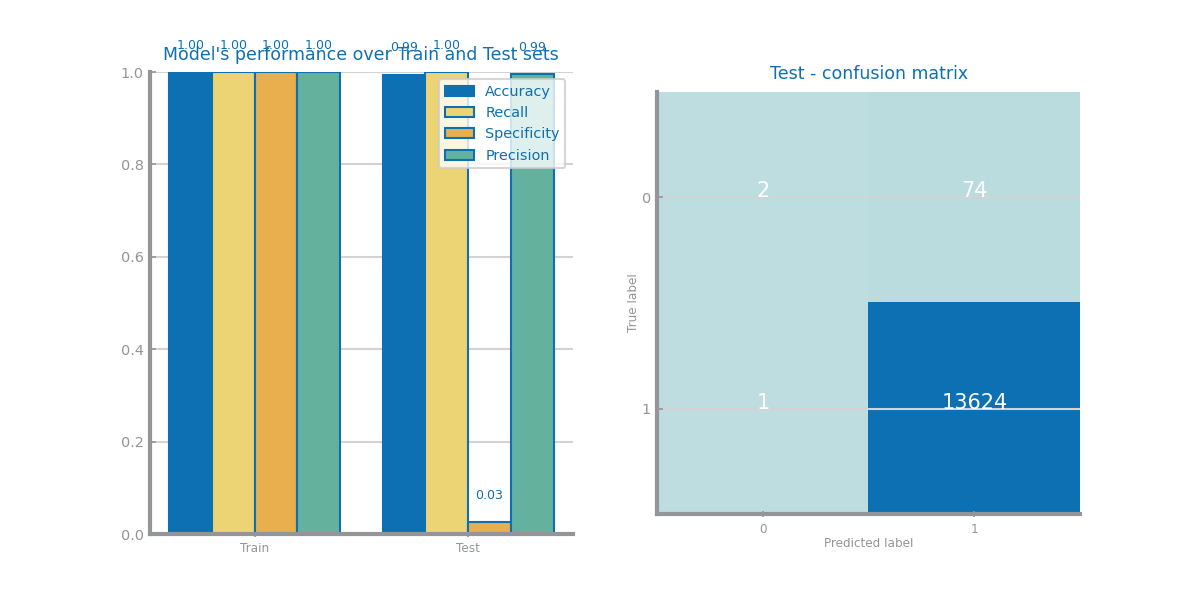 Model's performance over Train and Test sets
1.00 1.00 1.00 1.00 0.99 1.00 0.03 0.99
Accuracy
Recall
Specificity
Precision
1.0
0.8
0.6
0.4
0.2
0.0
Train Test
Test - confusion matrix
True label
0 2 74
1 1 13624
0 1
Predicted label